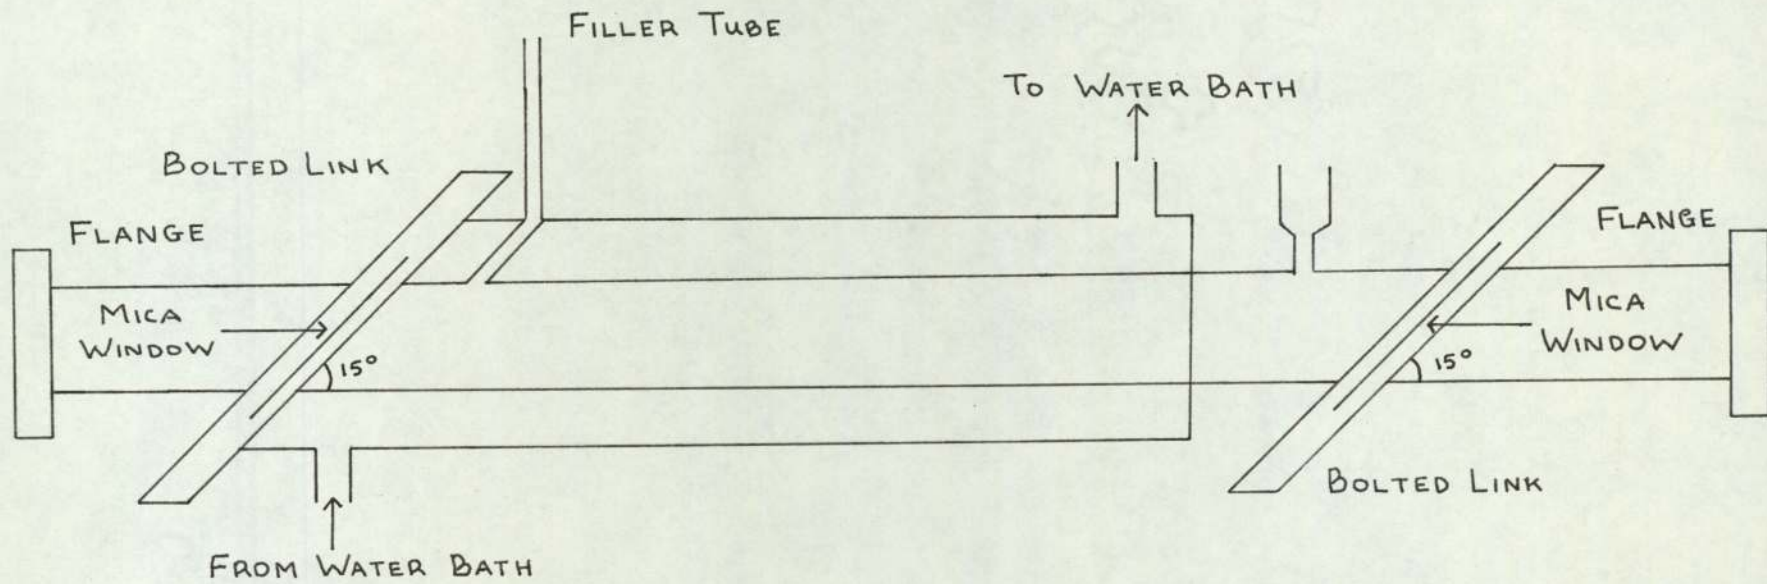 FILLER TUBE
TO WATER BATH
BOLTED LINK
FLANGE
FLANGE
MICA
WINDOW
15°
MICA
WINDOW
15°
BOLTED LINK
FROM WATER BATH